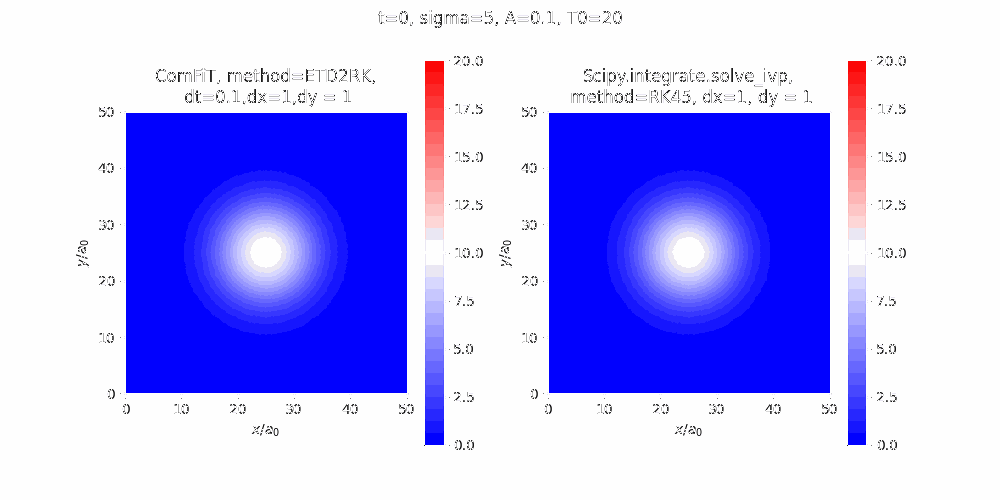 t=0, sigma=5, A=0.1, T0=20
ComFiT, method=ETD2RK,
dt=0.1,dx=1,dy = 1
50
40
30
20
10
0
y/a0
0 10 20 30 40 50
x/a0
20.0
17.5
15.0
12.5
10.0
7.5
5.0
2.5
0.0
Scipy.integrate.solve_ivp,
method=RK45, dx=1, dy = 1
50
40
30
20
10
0
y/a0
0 10 20 30 40 50
x/a0
20.0
17.5
15.0
12.5
10.0
7.5
5.0
2.5
0.0